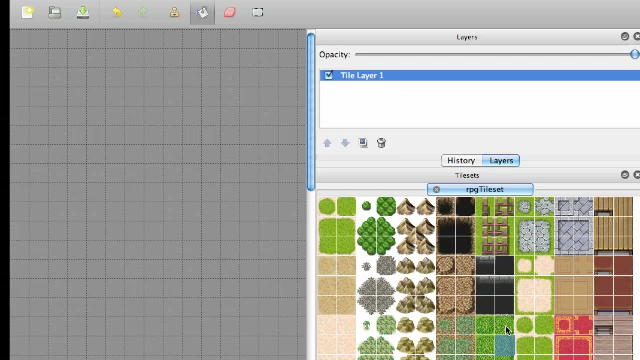 Layers
Opacity:
Tile Layer 1
History
Layers
Tilesets
rpgTileset